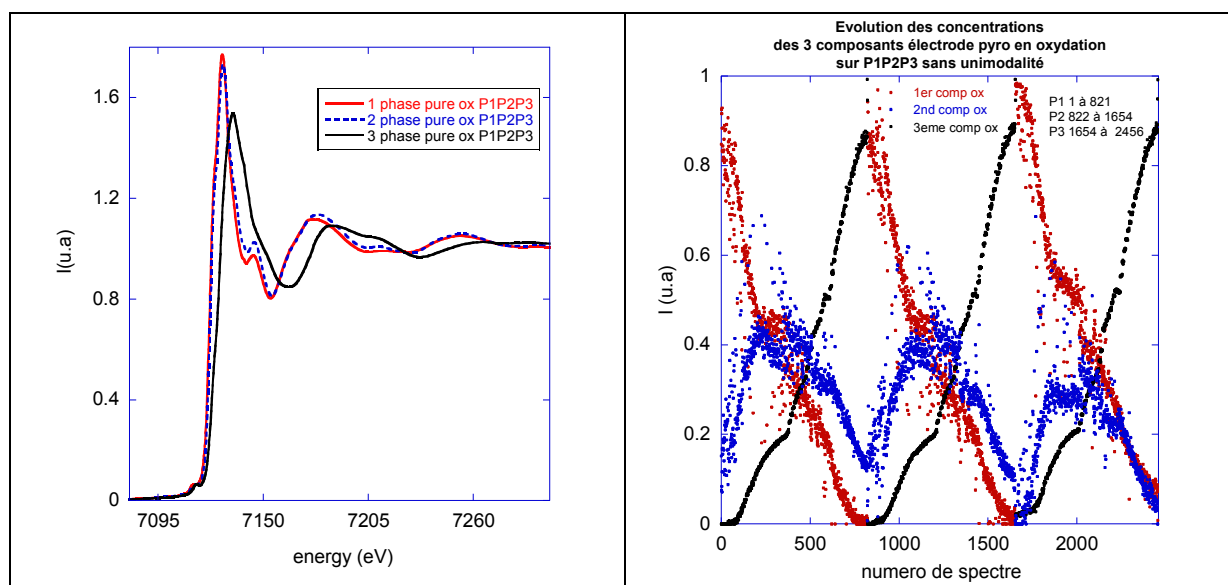 1.6
1.2
0.8
0.4
0
I(u.a)
1 phase pure ox P1P2P3
2 phase pure ox P1P2P3
3 phase pure ox P1P2P3
7095 7150 7205 7260
energy (eV)
Evolution des concentrations
des 3 composants électrode pyro en oxydation
sur P1P2P3 sans unimodalité
1
0.8
0.6
0.4
0.2
0
I (u.a)
1er comp ox
2nd comp ox
3eme comp ox
P1 1 à 821
P2 822 à 1654
P3 1654 à 2456
0 500 1000 1500 2000
numero de spectre